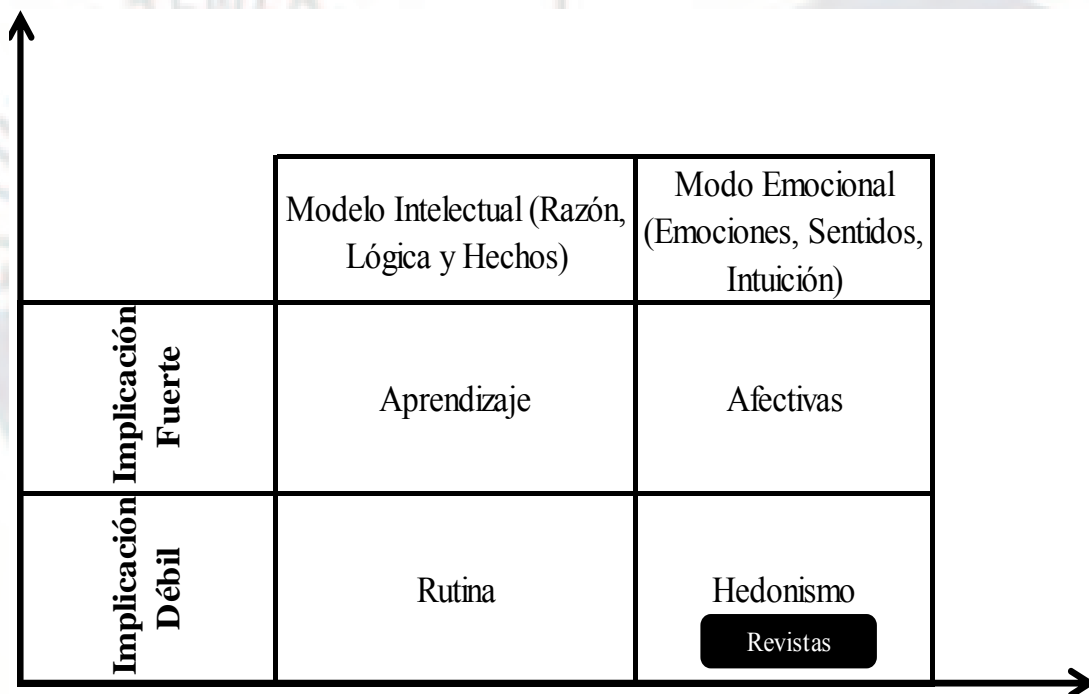 Modelo Intelectual (Razón,
Lógica y Hechos)
Modo Emocional
(Emociones, Sentidos,
Intuición)
Implicación
Fuerte
Aprendizaje
Afectivas
Implicación
Débil
Rutina
Hedonismo
Revistas